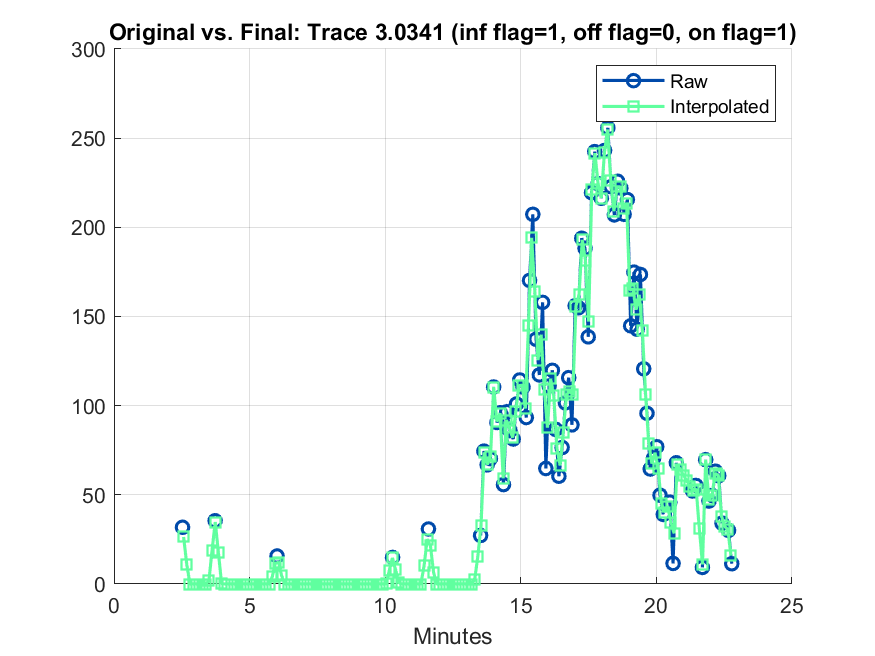 Original vs. Final: Trace 3.0341 (inf flag=1, off flag=0, on flag=1)
300
250
200
150
100
50
0
Raw
Interpolated
0 5 10 15 20 25
Minutes